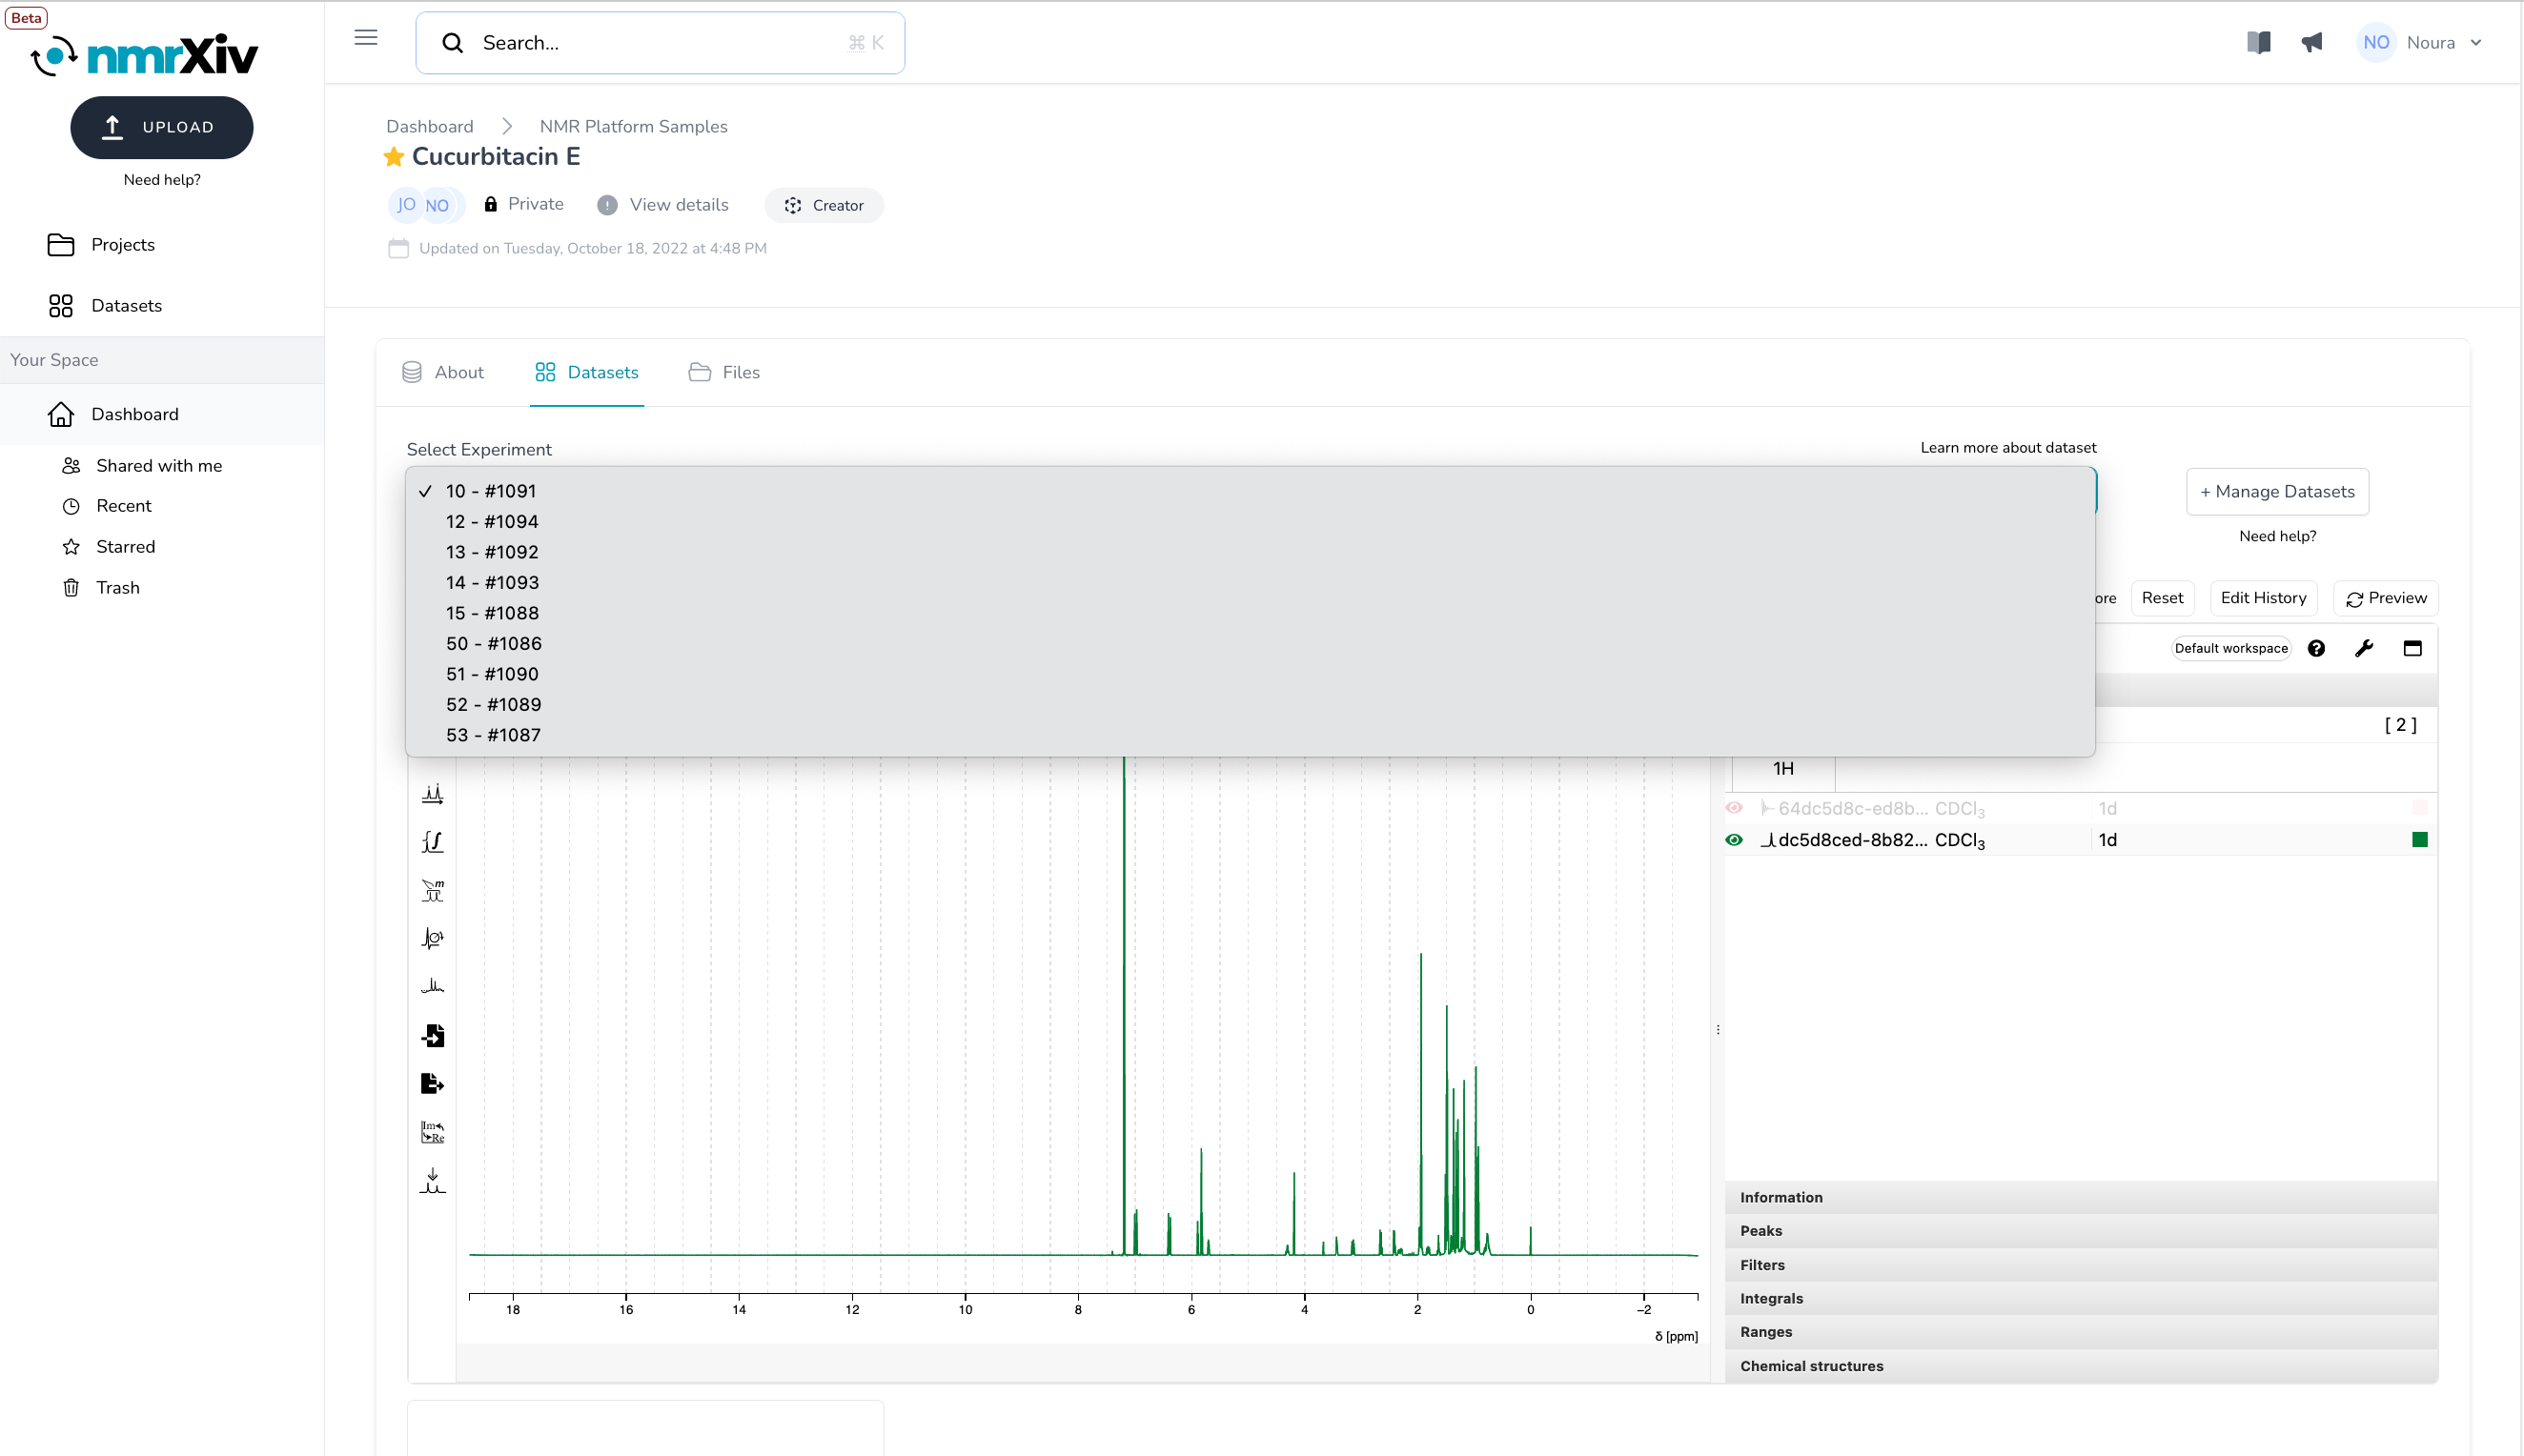 Beta
nmrXiv
UPLOAD
Need help?
Projects
Datasets
Your Space
Dashboard
Shared with me
Recent
Starred
Trash
Search...
⌘ K
NO
Noura
Dashboard
NMR Platform Samples
Cucurbitacin E
JO
NO
Private
View details
Creator
Updated on Tuesday, October 18, 2022 at 4:48 PM
About
Datasets
Files
Select Experiment
Learn more about dataset
✓ 10 - #1091
12 - #1094
13 - #1092
14 - #1093
15 - #1088
50 - #1086
51 - #1090
52 - #1089
53 - #1087
+ Manage Datasets
Need help?
ore
Reset
Edit History
Preview
Default workspace
[ 2 ]
1H
64dc5d8c-ed8b... CDCl3 1d
dc5d8ced-8b82... CDCl3 1d
m
Im
Re
18 16 14 12 10 8 6 4 2 0 −2
δ [ppm]
Information
Peaks
Filters
Integrals
Ranges
Chemical structures